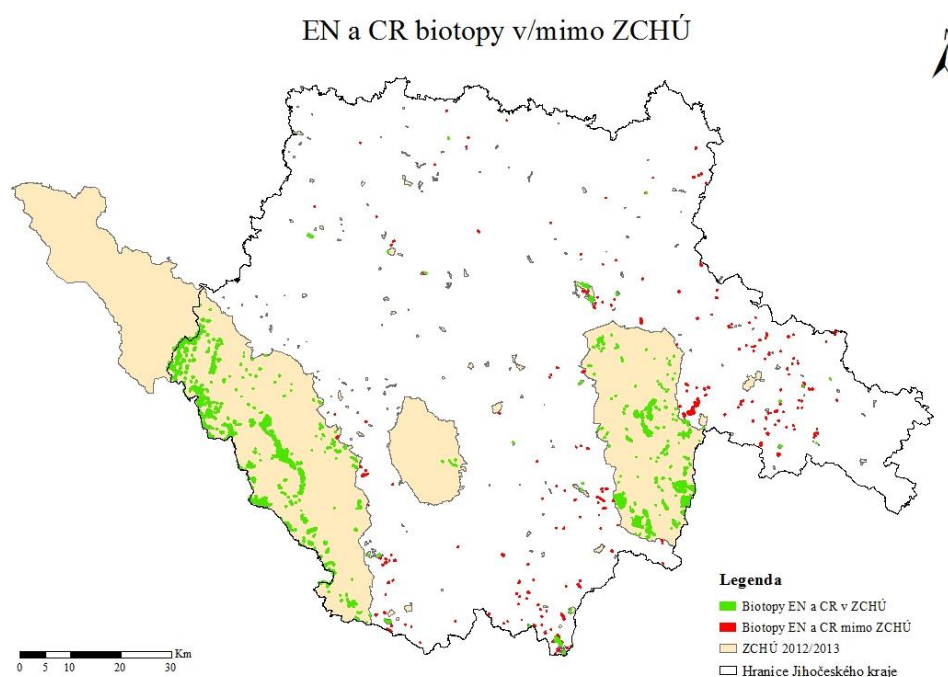 EN a CR biotopy v/mimo ZCHÚ
Legenda
Biotopy EN a CR v ZCHÚ
Biotopy EN a CR mimo ZCHÚ
ZCHÚ 2012/2013
Hranice Jihočeského kraje
Km
0 5 10 20 30